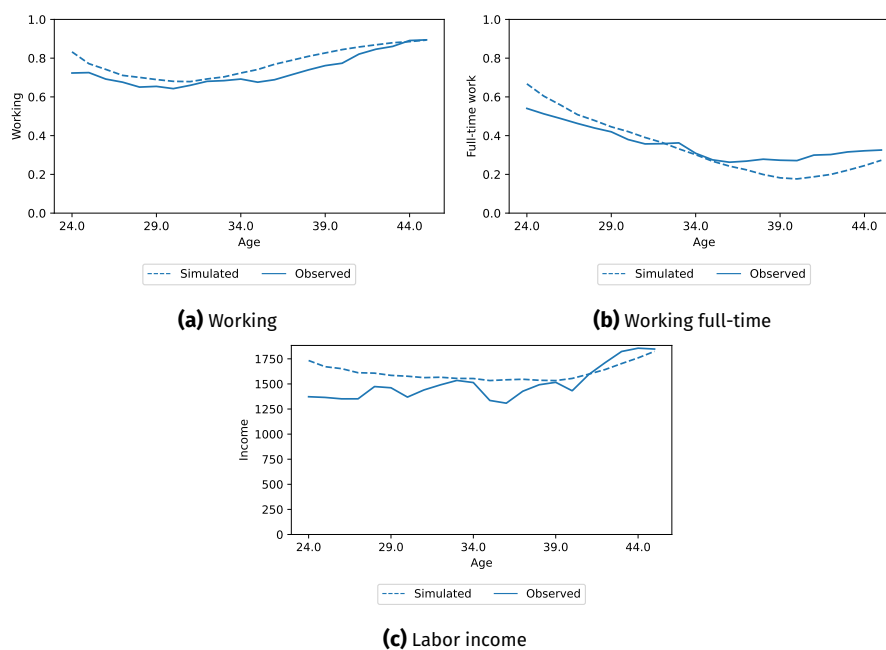 1.0
0.8
0.6
0.4
0.2
0.0
Working
24.0 29.0 34.0 39.0 44.0
Age
Simulated Observed
(a) Working
1.0
0.8
0.6
0.4
0.2
0.0
Full-time work
24.0 29.0 34.0 39.0 44.0
Age
Simulated Observed
(b) Working full-time
1750
1500
1250
1000
750
500
250
0
Income
24.0 29.0 34.0 39.0 44.0
Age
Simulated Observed
(c) Labor income